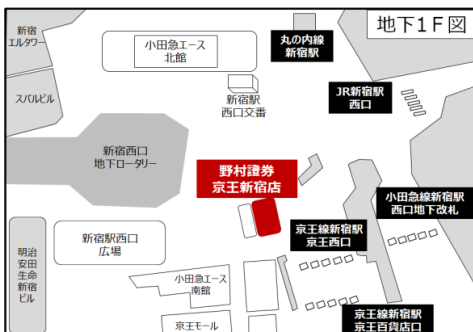 地下1F図
新宿
エルタワー
小田急エース
北館
丸の内線
新宿駅
スバルビル
新宿駅
西口交番
JR新宿駅
西口
新宿西口
地下ロータリー
野村證券
京王新宿店
小田急線新宿駅
西口地下改札
京王線新宿駅
京王西口
新宿駅西口
広場
明治
安田
生命
新宿
ビル
小田急エース
南館
京王モール
京王線新宿駅
京王百貨店口